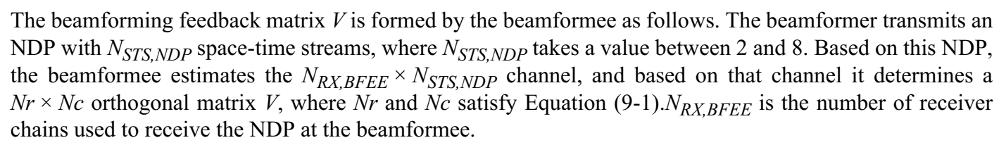 The beamforming feedback matrix V is formed by the beamformee as follows. The beamformer transmits an
NDP with N_{STS,NDP} space-time streams, where N_{STS,NDP} takes a value between 2 and 8. Based on this NDP,
the beamformee estimates the N_{RX,BFEE} × N_{STS,NDP} channel, and based on that channel it determines a
Nr × Nc orthogonal matrix V, where Nr and Nc satisfy Equation (9-1).N_{RX,BFEE} is the number of receiver
chains used to receive the NDP at the beamformee.